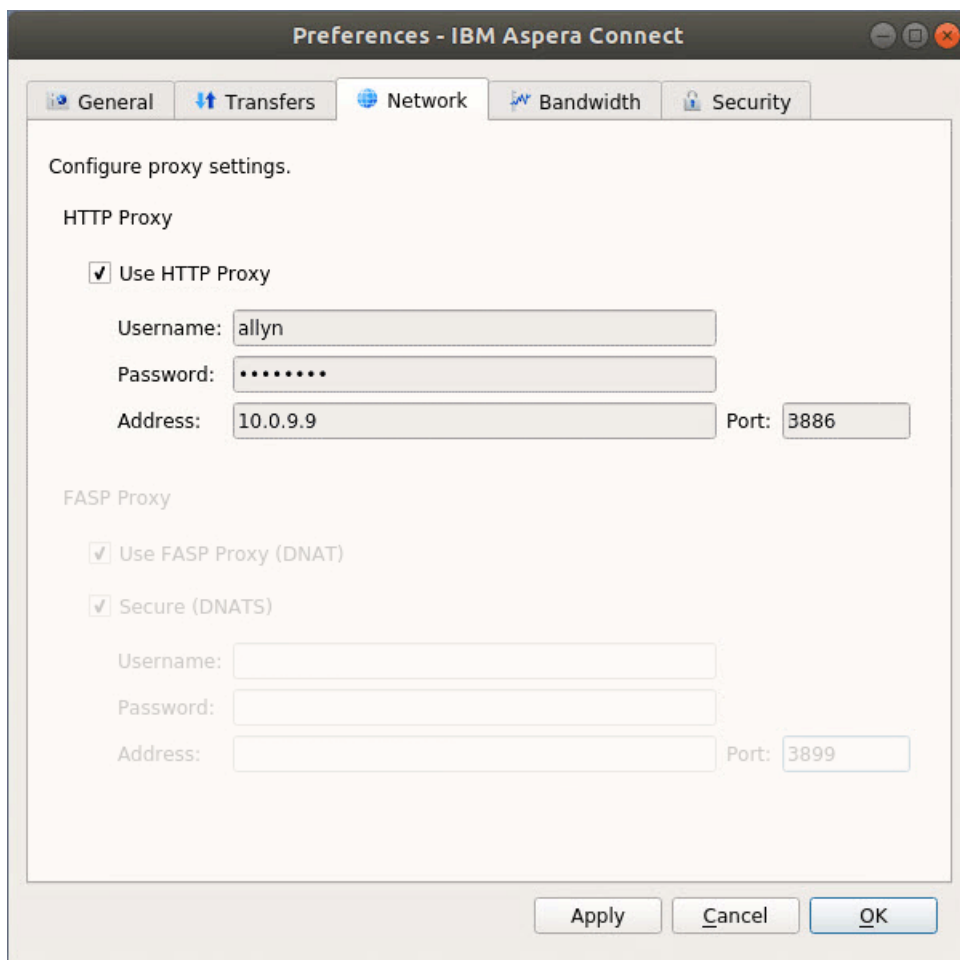 Preferences - IBM Aspera Connect
General Transfers Network Bandwidth Security
Configure proxy settings.
HTTP Proxy
Use HTTP Proxy
Username: allyn
Password: ••••••••
Address: 10.0.9.9 Port: 3886
FASP Proxy
Use FASP Proxy (DNAT)
Secure (DNATS)
Username:
Password:
Address: Port: 3899
Apply Cancel OK